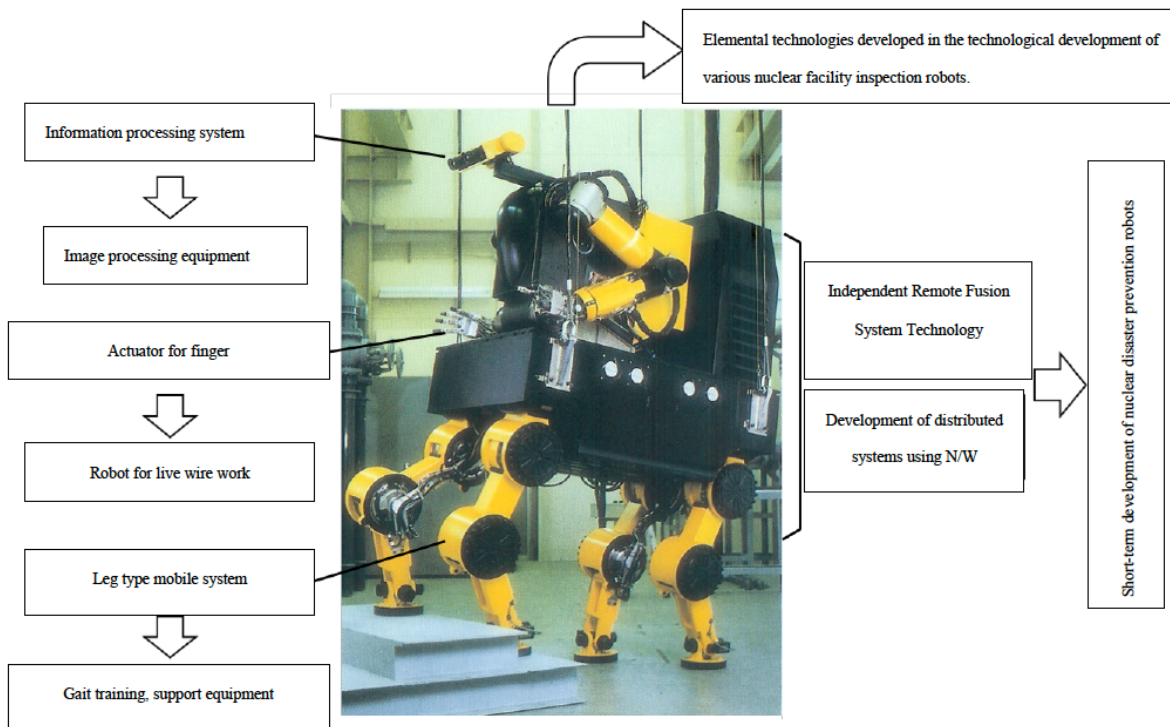 Elemental technologies developed in the technological development of
various nuclear facility inspection robots.
Information processing system
Image processing equipment
Actuator for finger
Robot for live wire work
Leg type mobile system
Gait training, support equipment
Independent Remote Fusion
System Technology
Development of distributed
systems using N/W
Short-term development of nuclear disaster prevention robots